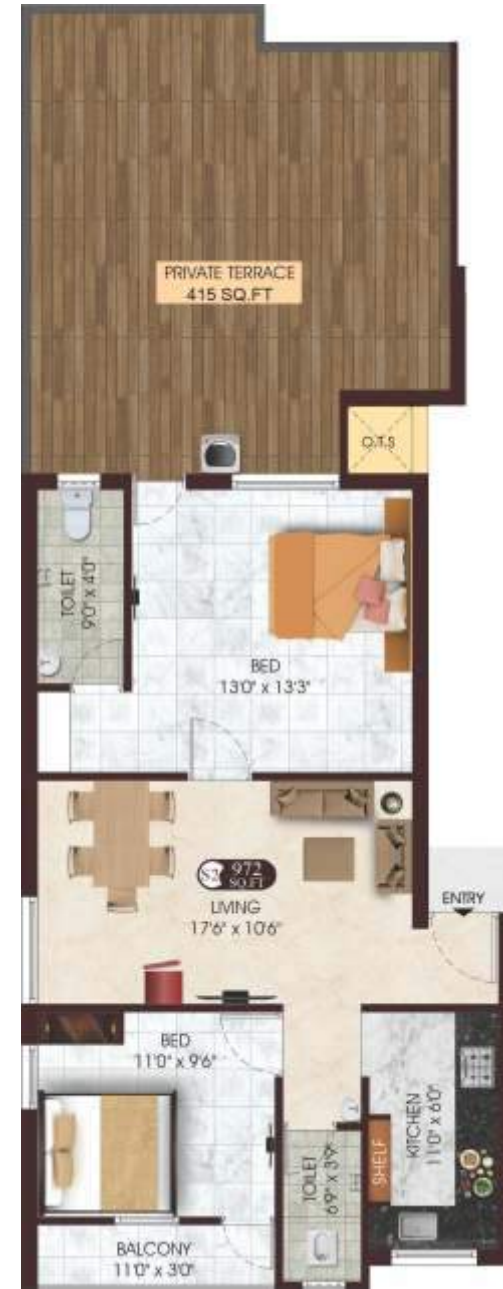 PRIVATE TERRACE
415 SQ.FT
O.T.S
TOILET
9'0" x 4'0"
BED
13'0" x 13'3"
S2 972
SQ.FT
LIVING
17'6" x 10'6"
ENTRY
BED
11'0" x 9'6"
KITCHEN
11'0" x 6'0"
SHELF
TOILET
6'9" x 3'9"
BALCONY
11'0" x 3'0"